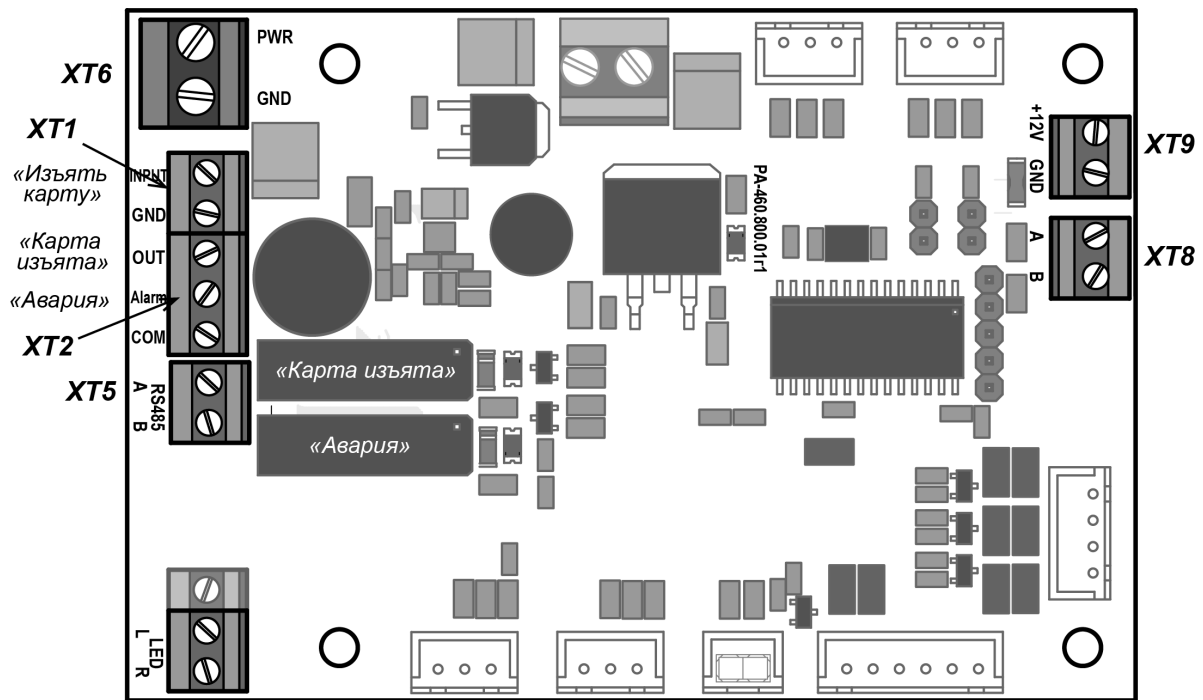 XT6
PWR
GND
XT1
«Изъять
карту»
INPUT
GND
«Карта
изъята»
OUT
«Авария»
Alarm
XT2
COM
XT5
A
B
RS485
«Карта изъята»
«Авария»
PA-460.800.01r1
+12V
GND
XT9
A
B
XT8
L
R
LED